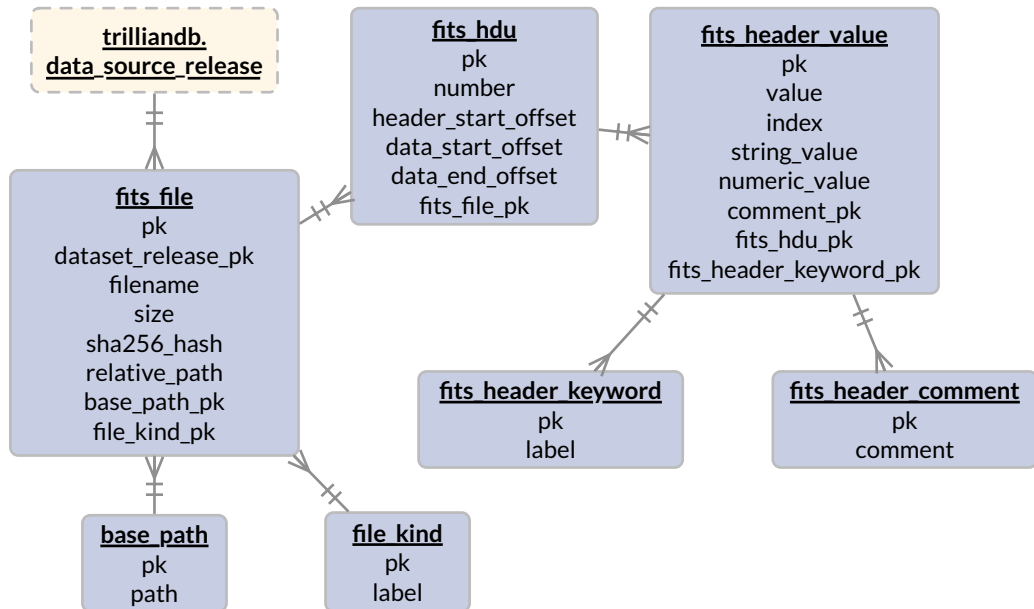 trilliandb.
data_source_release
fits_file
pk
dataset_release_pk
filename
size
sha256_hash
relative_path
base_path_pk
file_kind_pk
base_path
pk
path
file_kind
pk
label
fits_hdu
pk
number
header_start_offset
data_start_offset
data_end_offset
fits_file_pk
fits_header_value
pk
value
index
string_value
numeric_value
comment_pk
fits_hdu_pk
fits_header_keyword_pk
fits_header_keyword
pk
label
fits_header_comment
pk
comment